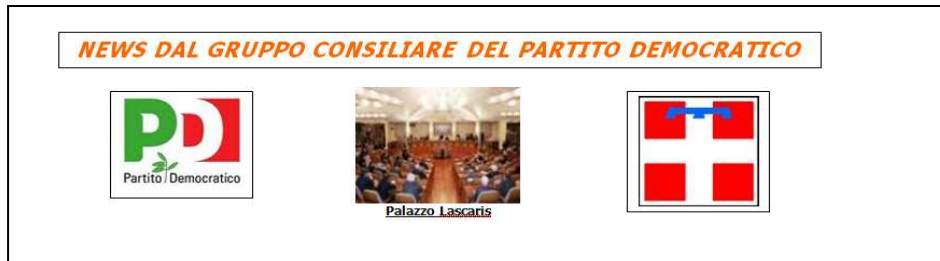 NEWS DAL GRUPPO CONSILIARE DEL PARTITO DEMOCRATICO
PD
Partito Democratico
Palazzo Lascaris